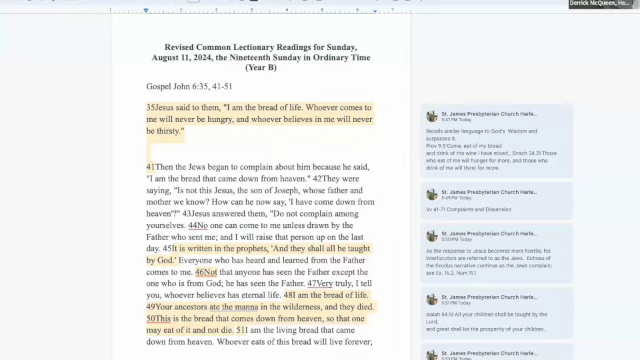 Derrick McQueen, He...
Revised Common Lectionary Readings for Sunday,
August 11, 2024, the Nineteenth Sunday in Ordinary Time
(Year B)
Gospel John 6:35, 41-51
35Jesus said to them, "I am the bread of life. Whoever comes to
me will never be hungry, and whoever believes in me will never
be thirsty."
41Then the Jews began to complain about him because he said,
"I am the bread that came down from heaven." 42They were
saying, "Is not this Jesus, the son of Joseph, whose father and
mother we know? How can he now say, 'I have come down from
heaven'?" 43Jesus answered them, "Do not complain among
yourselves. 44No one can come to me unless drawn by the
Father who sent me; and I will raise that person up on the last
day. 45It is written in the prophets, 'And they shall all be taught
by God.' Everyone who has heard and learned from the Father
comes to me. 46Not that anyone has seen the Father except the
one who is from God; he has seen the Father. 47Very truly, I tell
you, whoever believes has eternal life. 48I am the bread of life.
49Your ancestors ate the manna in the wilderness, and they died.
50This is the bread that comes down from heaven, so that one
may eat of it and not die. 51I am the living bread that came
down from heaven. Whoever eats of this bread will live forever;
St. James Presbyterian Church Harle...
5:47 PM Today
Recalls similar language to God's Wisdom and
surpasses it.
Prov 9.5 Come, eat of my bread
and drink of the wine I have mixed., Sirach 24.21 Those
who eat of me will hunger for more, and those who
drink of me will thirst for more.
St. James Presbyterian Church Harle...
5:49 PM Today
Vv 41-71 Complaints and Dissension
St. James Presbyterian Church Harle...
5:50 PM Today
As the response to Jesus becomes more hostile, his
interlocutors are referred to as the Jews. Echoes of
the Exodus narrative continue as the Jews complain;
see Ex. 16.2, Num 11.1
St. James Presbyterian Church Harle...
5:51 PM Today
Isaiah 54.13 All your children shall be taught by the
Lord,
and great shall be the prosperity of your children.
St. James Presbyterian Church Harle...